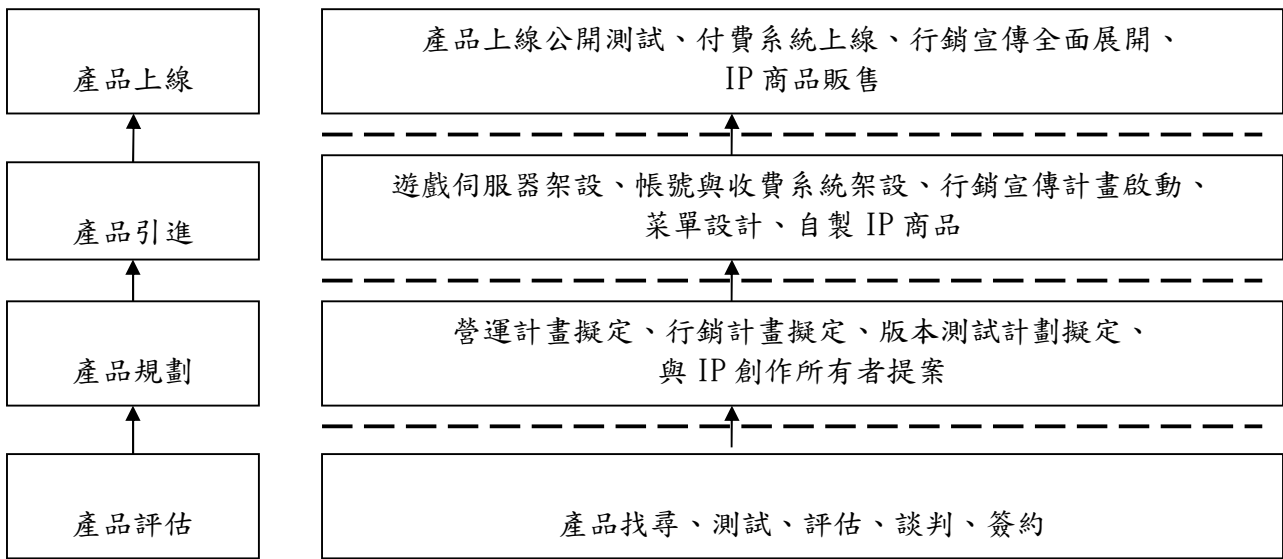 產品上線
產品上線公開測試、付費系統上線、行銷宣傳全面展開、
IP 商品販售
產品引進
遊戲伺服器架設、帳號與收費系統架設、行銷宣傳計畫啟動、
菜單設計、自製 IP 商品
產品規劃
營運計畫擬定、行銷計畫擬定、版本測試計劃擬定、
與 IP 創作所有者提案
產品評估
產品找尋、測試、評估、談判、簽約